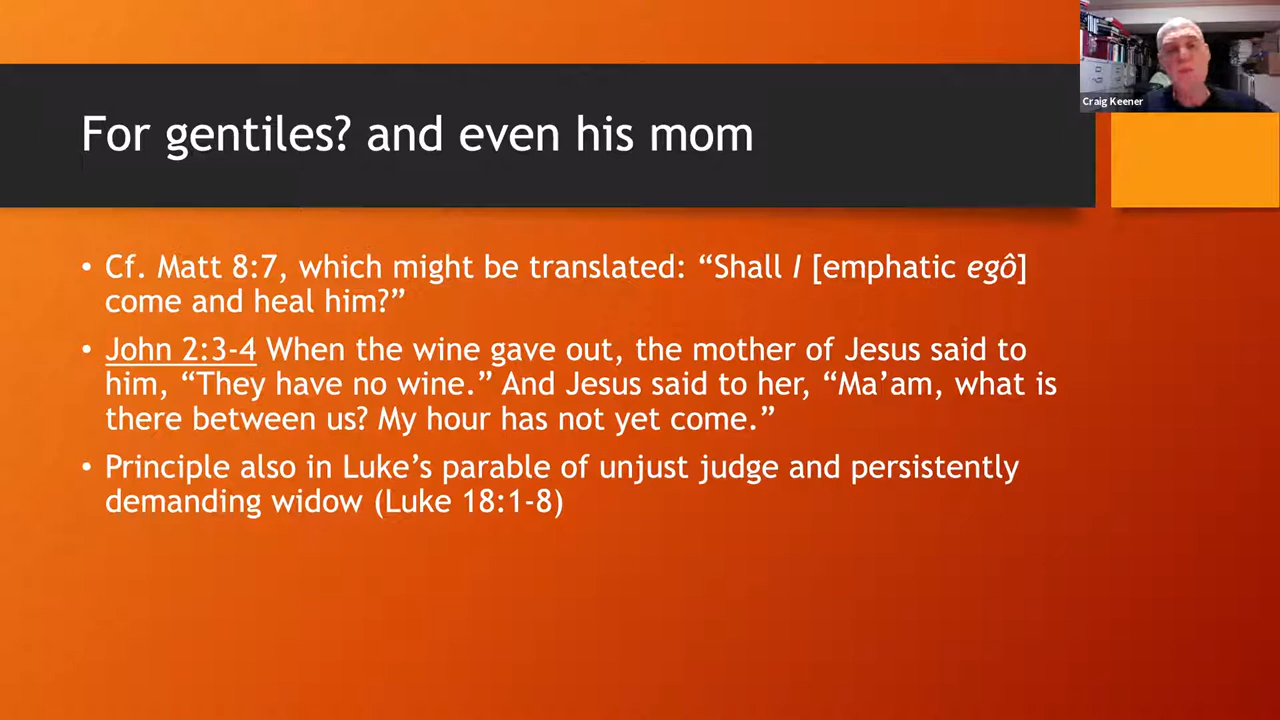 Craig Keener
For gentiles? and even his mom
• Cf. Matt 8:7, which might be translated: “Shall I [emphatic egô]
come and heal him?”
• John 2:3-4 When the wine gave out, the mother of Jesus said to
him, “They have no wine.” And Jesus said to her, “Ma’am, what is
there between us? My hour has not yet come.”
• Principle also in Luke’s parable of unjust judge and persistently
demanding widow (Luke 18:1-8)